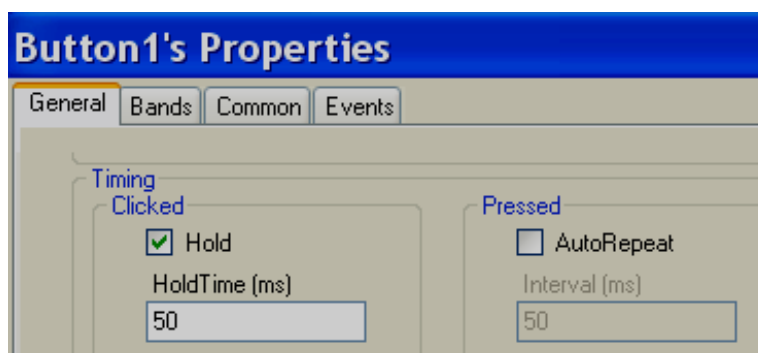 Button1's Properties
General Bands Common Events
Timing
Clicked Pressed
Hold AutoRepeat
HoldTime (ms) Interval (ms)
50 50